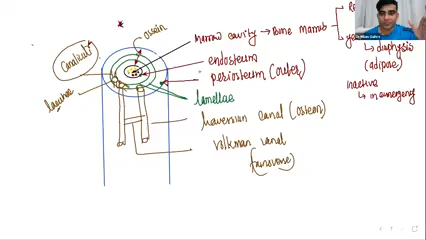 ossein
Marrow cavity → Bone marrow
canaliculi
endosteum
↳ diaphysis
periosteum (outer)
(adipose)
lacunae
lamellae
inactive
↳ in emergency
haversian canal (osteon)
volkman canal
(transverse)